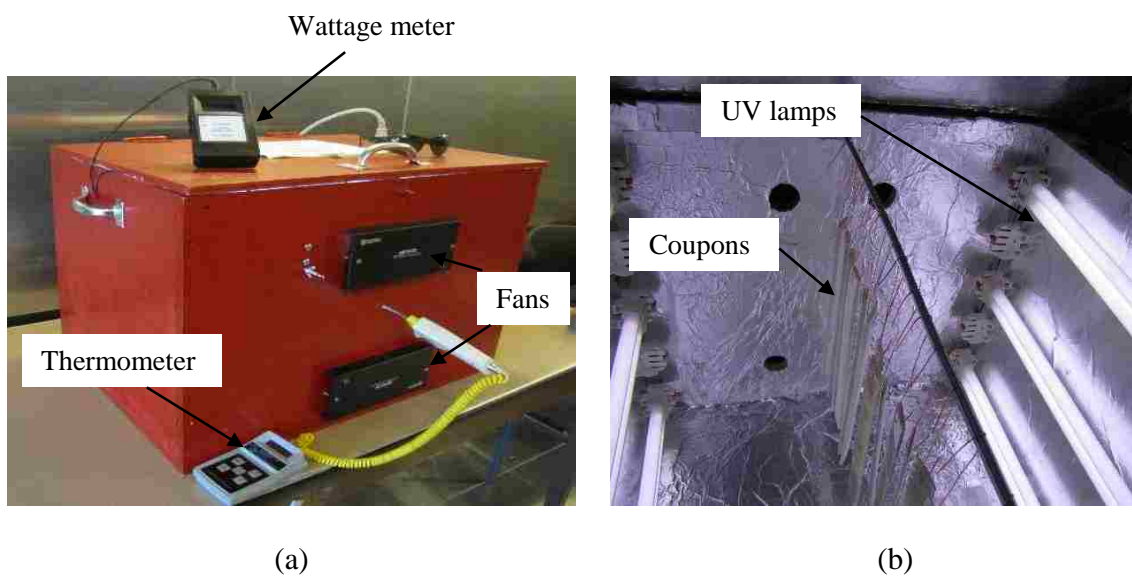 Wattage meter
UV lamps
Coupons
Fans
Thermometer
(a)
(b)